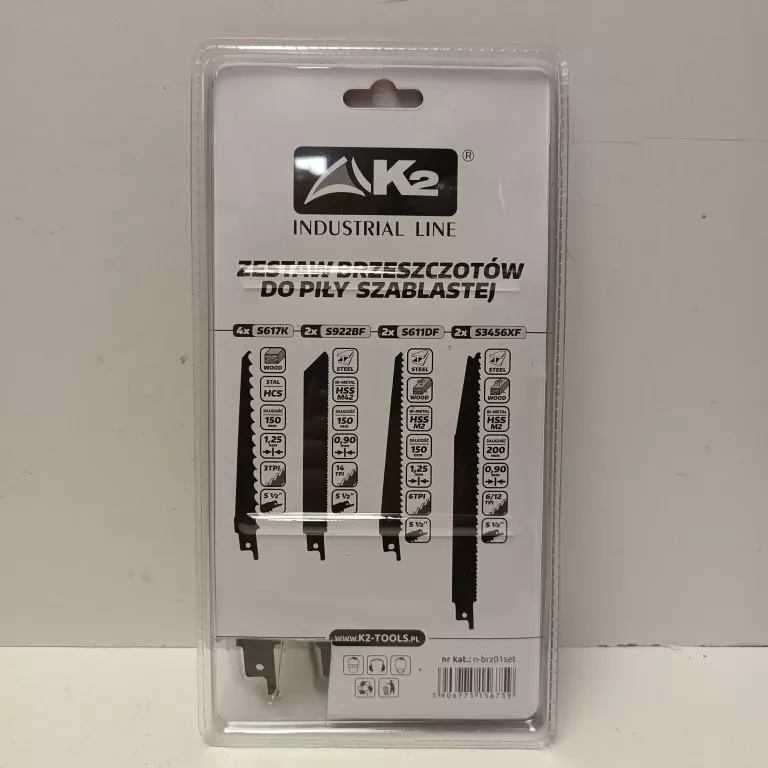 K2 ®
INDUSTRIAL LINE
ZESTAW BRZESZCZOTÓW
DO PIŁY SZABLASTEJ
4x S617K 2x S922BF 2x S611DF 2x S3456XF
WOOD
STAL
HCS
DŁUGOŚĆ
150
mm
1,25
mm
3TPI
S ½"
STEEL
BI-METAL
HSS
M42
DŁUGOŚĆ
150
mm
0,90
mm
14
TPI
S ½"
STEEL
WOOD
BI-METAL
HSS
M2
DŁUGOŚĆ
150
mm
1,25
mm
6TPI
S ½"
STEEL
WOOD
BI-METAL
HSS
M2
DŁUGOŚĆ
200
mm
0,90
mm
6/12
TPI
S ½"
WWW.K2-TOOLS.PL
nr kat.: n-brz01set
5 906775 156759